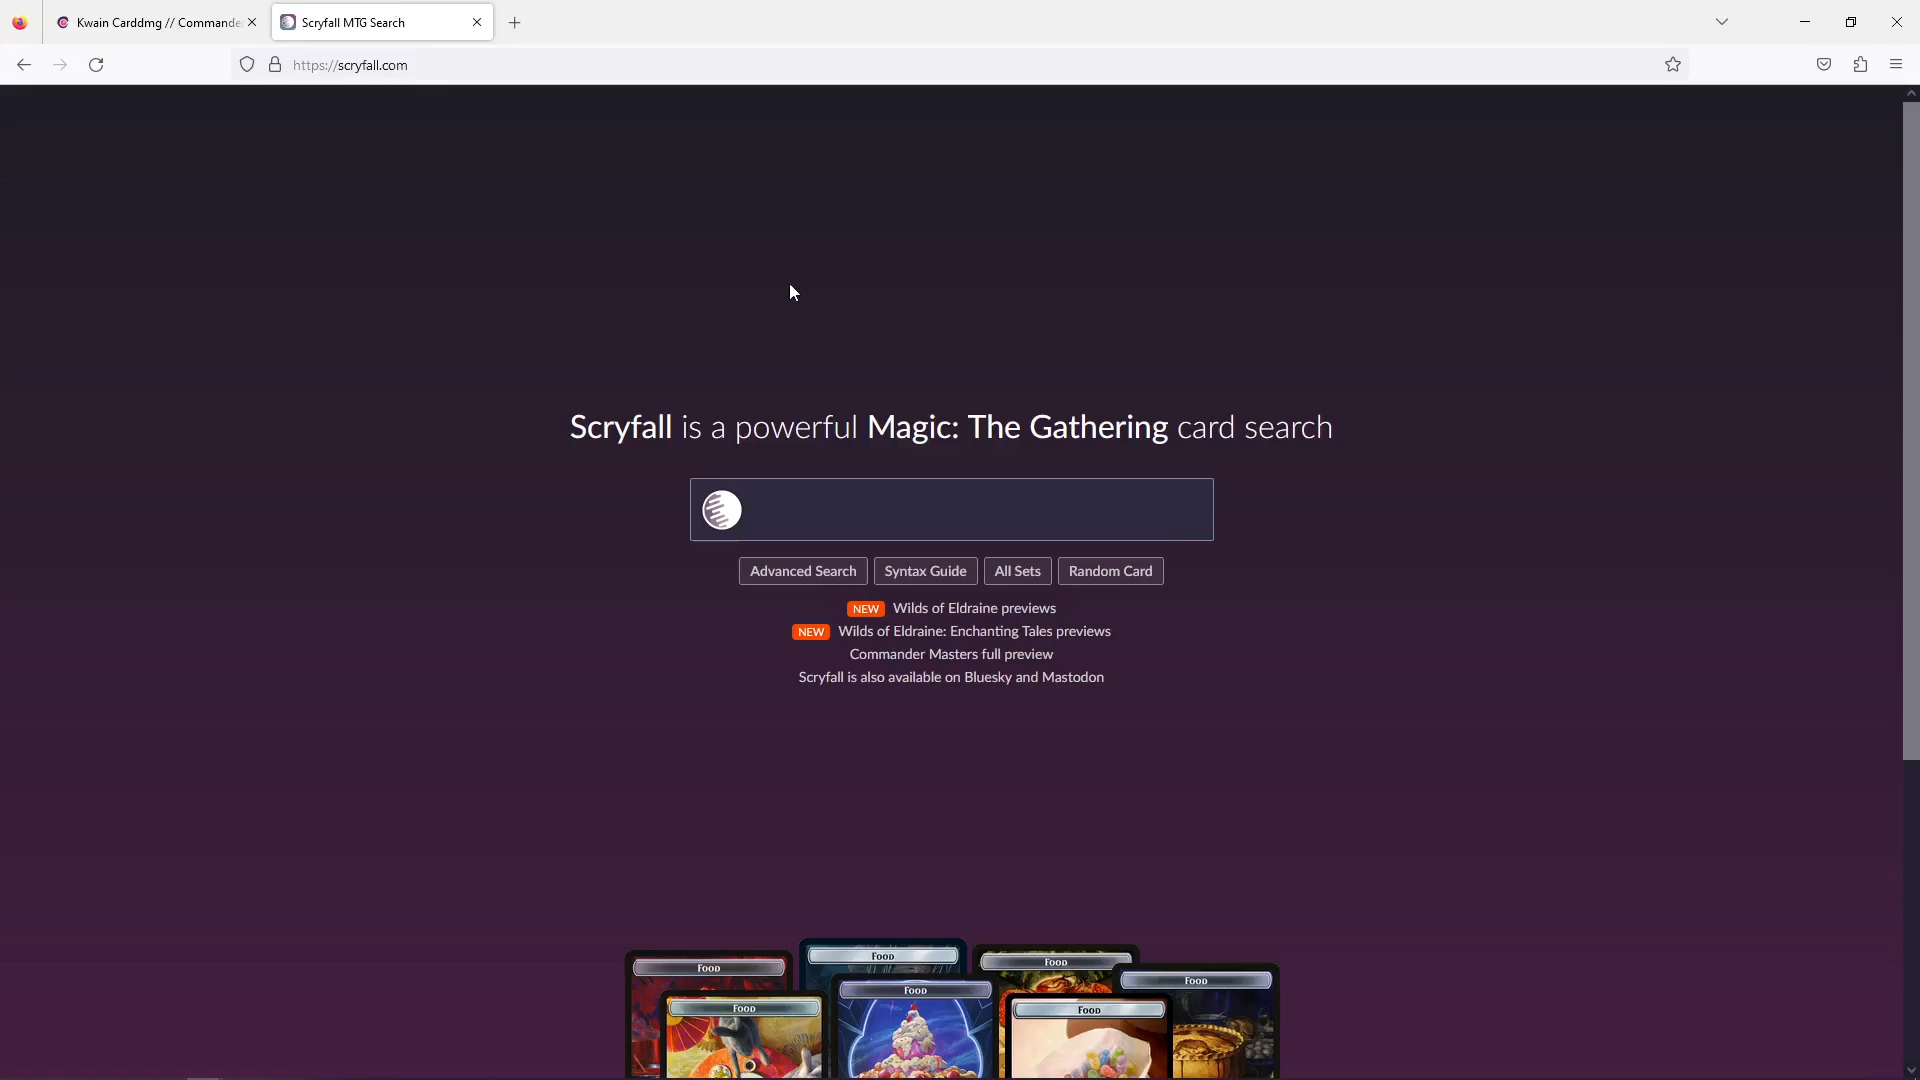 Kwain Carddmg // Commande
Scryfall MTG Search
https://scryfall.com
Scryfall is a powerful Magic: The Gathering card search
Advanced Search
Syntax Guide
All Sets
Random Card
NEW Wilds of Eldraine previews
NEW Wilds of Eldraine: Enchanting Tales previews
Commander Masters full preview
Scryfall is also available on Bluesky and Mastodon
Food
Food
Food
Food
Food
Food
Food